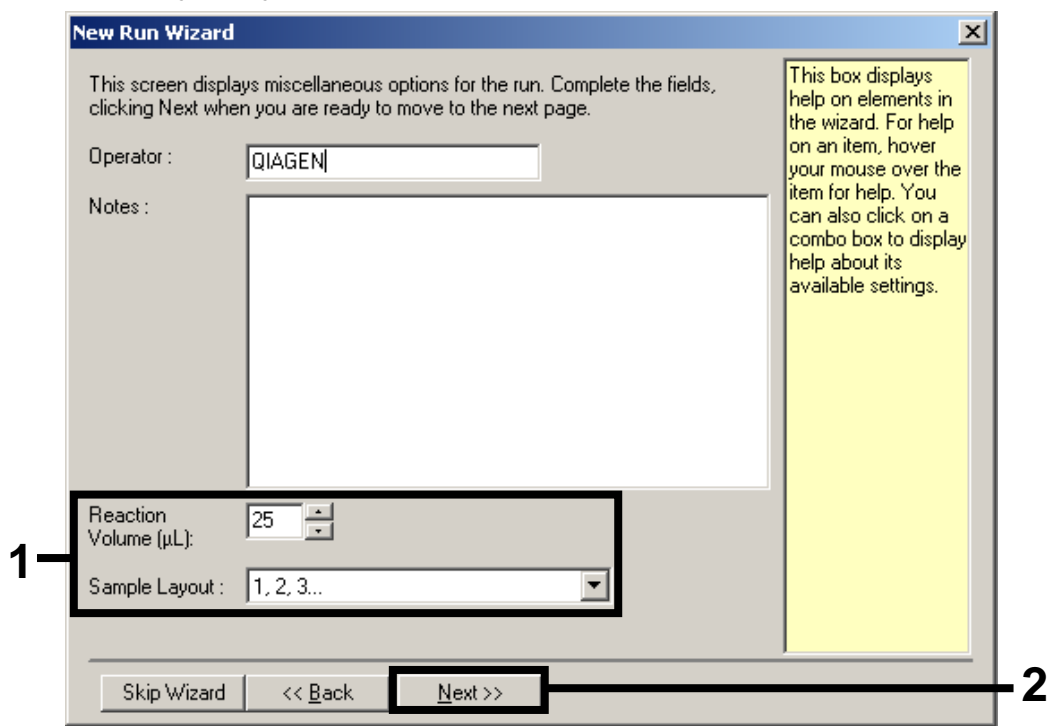 New Run Wizard
This screen displays miscellaneous options for the run. Complete the fields,
clicking Next when you are ready to move to the next page.
Operator :
QIAGEN
Notes :
Reaction
Volume (µL):
25
Sample Layout :
1, 2, 3...
1
Skip Wizard
<< Back
Next >>
2
This box displays
help on elements in
the wizard. For help
on an item, hover
your mouse over the
item for help. You
can also click on a
combo box to display
help about its
available settings.